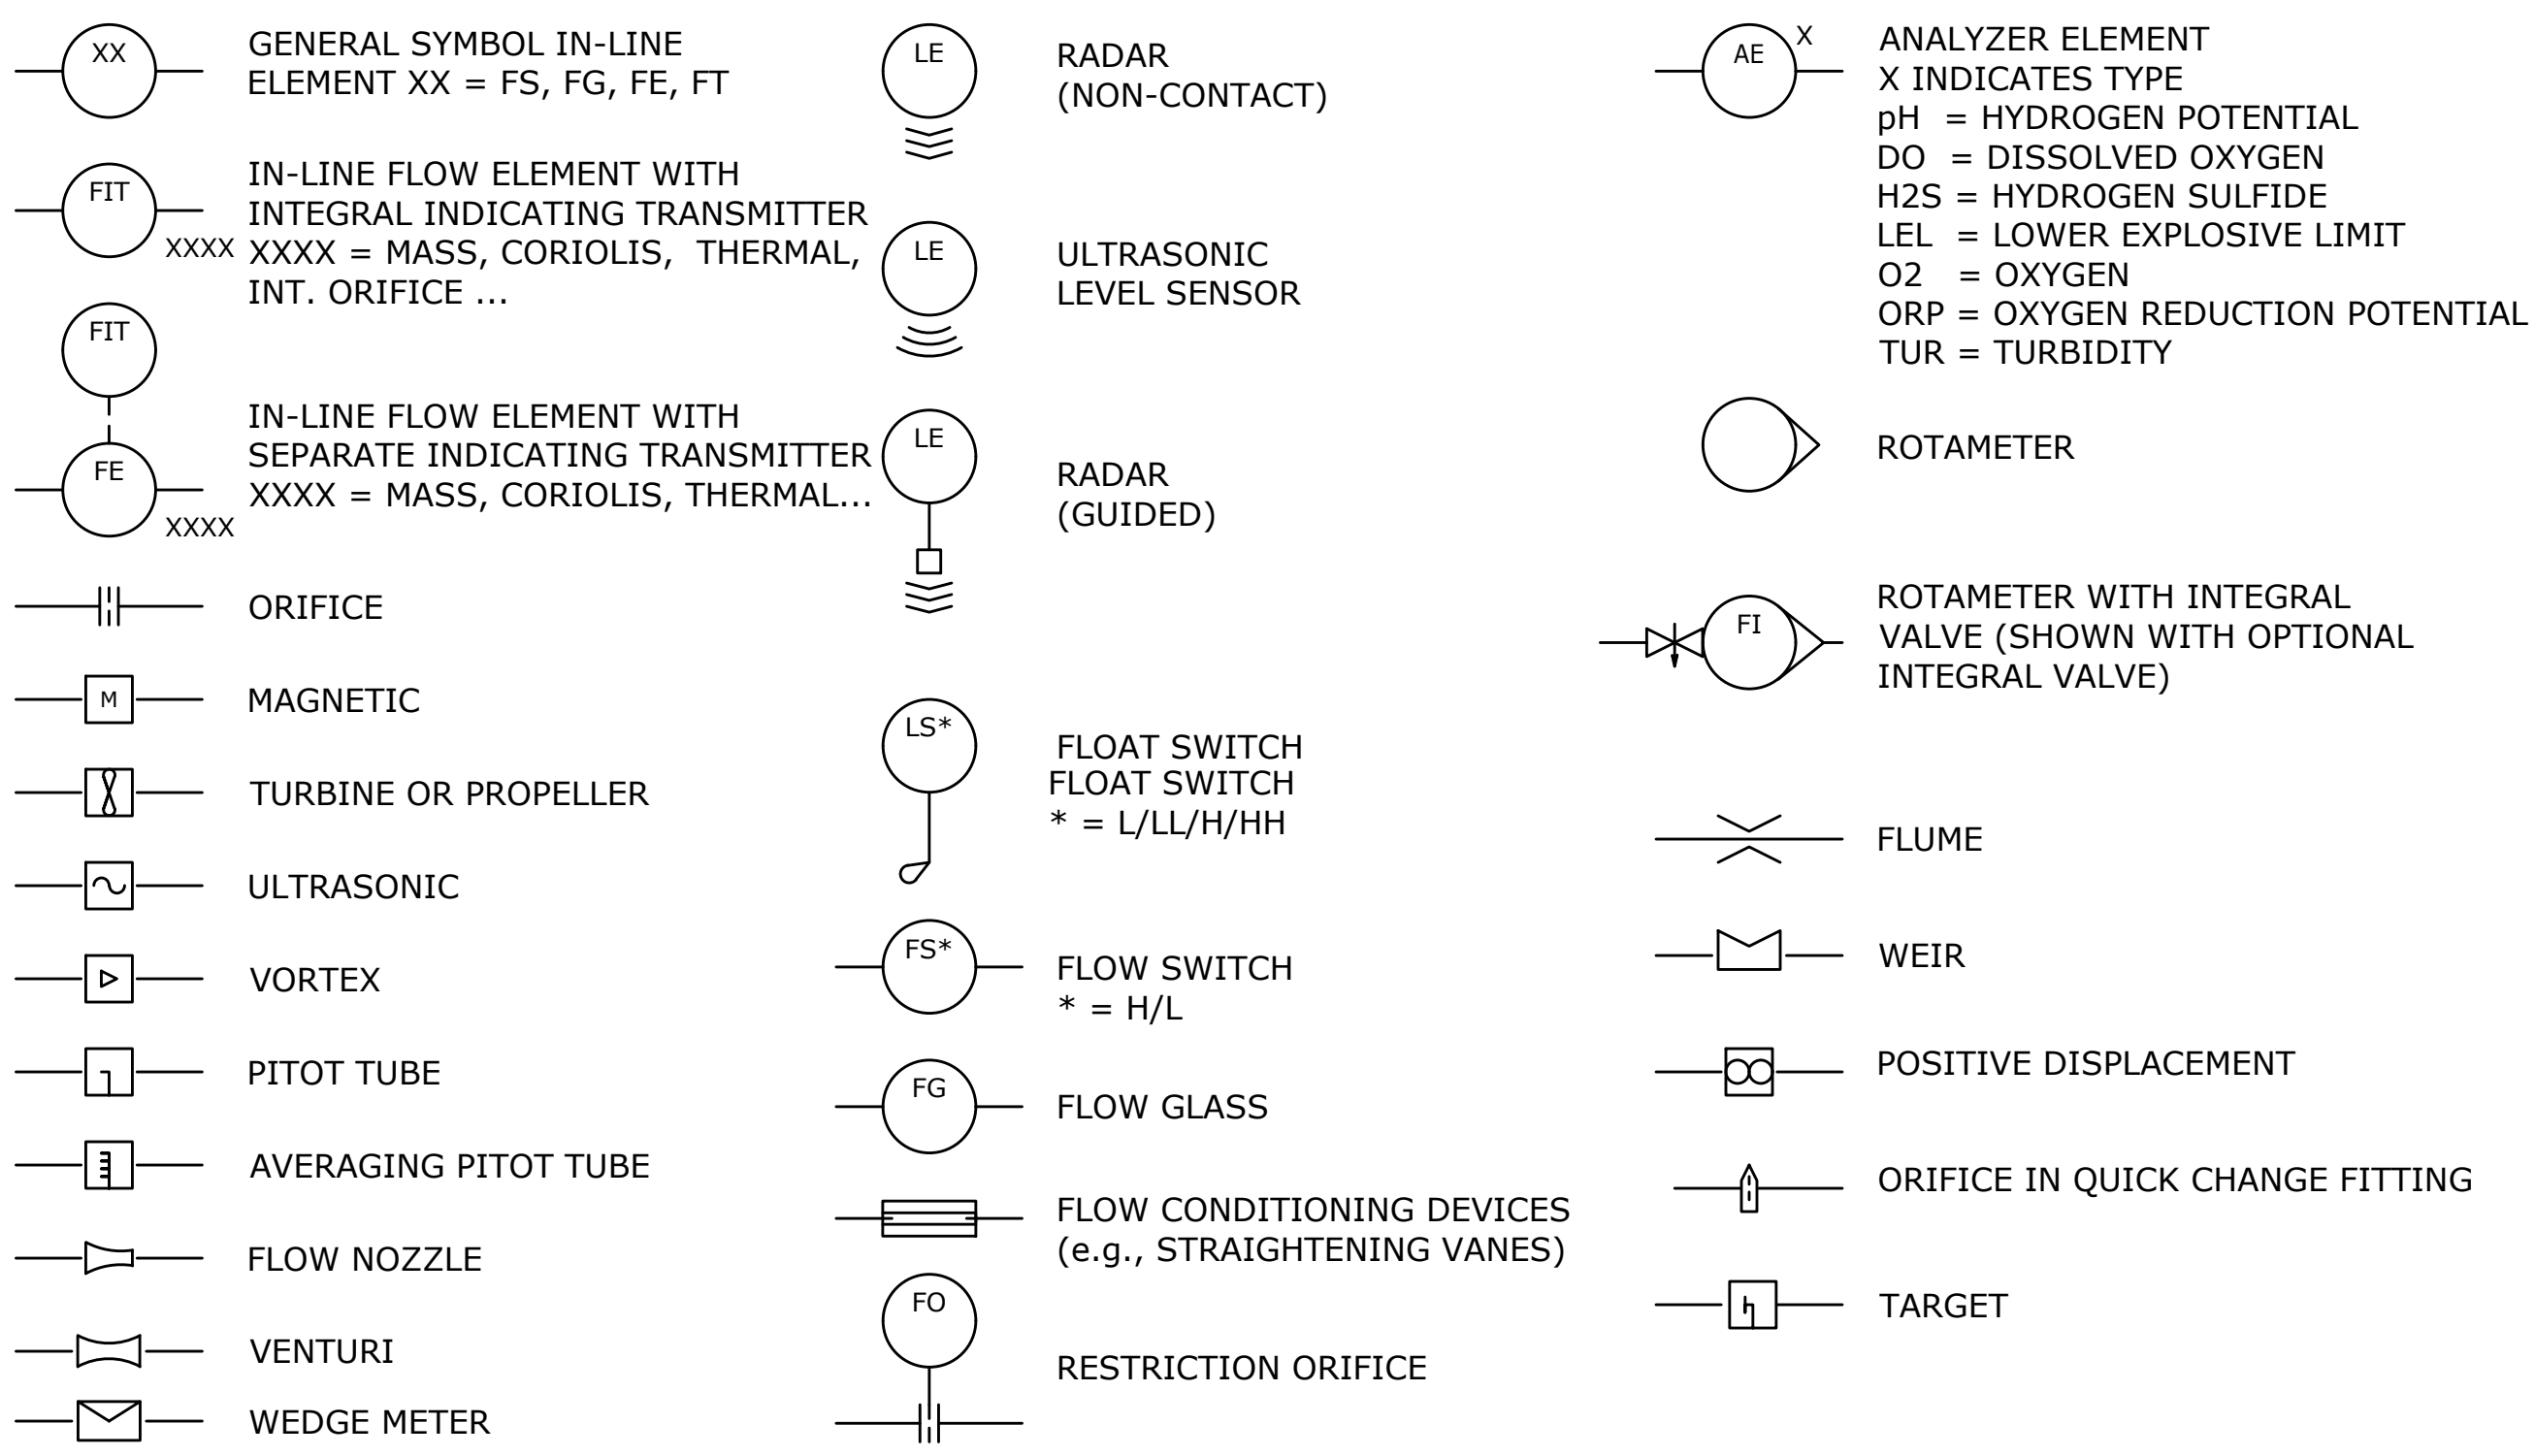 XX
GENERAL SYMBOL IN-LINE
ELEMENT XX = FS, FG, FE, FT
FIT
XXXX
IN-LINE FLOW ELEMENT WITH
INTEGRAL INDICATING TRANSMITTER
XXXX = MASS, CORIOLIS, THERMAL,
INT. ORIFICE ...
FIT
FE
XXXX
IN-LINE FLOW ELEMENT WITH
SEPARATE INDICATING TRANSMITTER
XXXX = MASS, CORIOLIS, THERMAL...
ORIFICE
M
MAGNETIC
TURBINE OR PROPELLER
ULTRASONIC
VORTEX
PITOT TUBE
AVERAGING PITOT TUBE
FLOW NOZZLE
VENTURI
WEDGE METER
LE
RADAR
(NON-CONTACT)
LE
ULTRASONIC
LEVEL SENSOR
LE
RADAR
(GUIDED)
LS*
FLOAT SWITCH
FLOAT SWITCH
* = L/LL/H/HH
FS*
FLOW SWITCH
* = H/L
FG
FLOW GLASS
FLOW CONDITIONING DEVICES
(e.g., STRAIGHTENING VANES)
FO
RESTRICTION ORIFICE
AE
X
ANALYZER ELEMENT
X INDICATES TYPE
pH = HYDROGEN POTENTIAL
DO = DISSOLVED OXYGEN
H2S = HYDROGEN SULFIDE
LEL = LOWER EXPLOSIVE LIMIT
O2 = OXYGEN
ORP = OXYGEN REDUCTION POTENTIAL
TUR = TURBIDITY
ROTAMETER
FI
ROTAMETER WITH INTEGRAL
VALVE (SHOWN WITH OPTIONAL
INTEGRAL VALVE)
FLUME
WEIR
POSITIVE DISPLACEMENT
ORIFICE IN QUICK CHANGE FITTING
TARGET